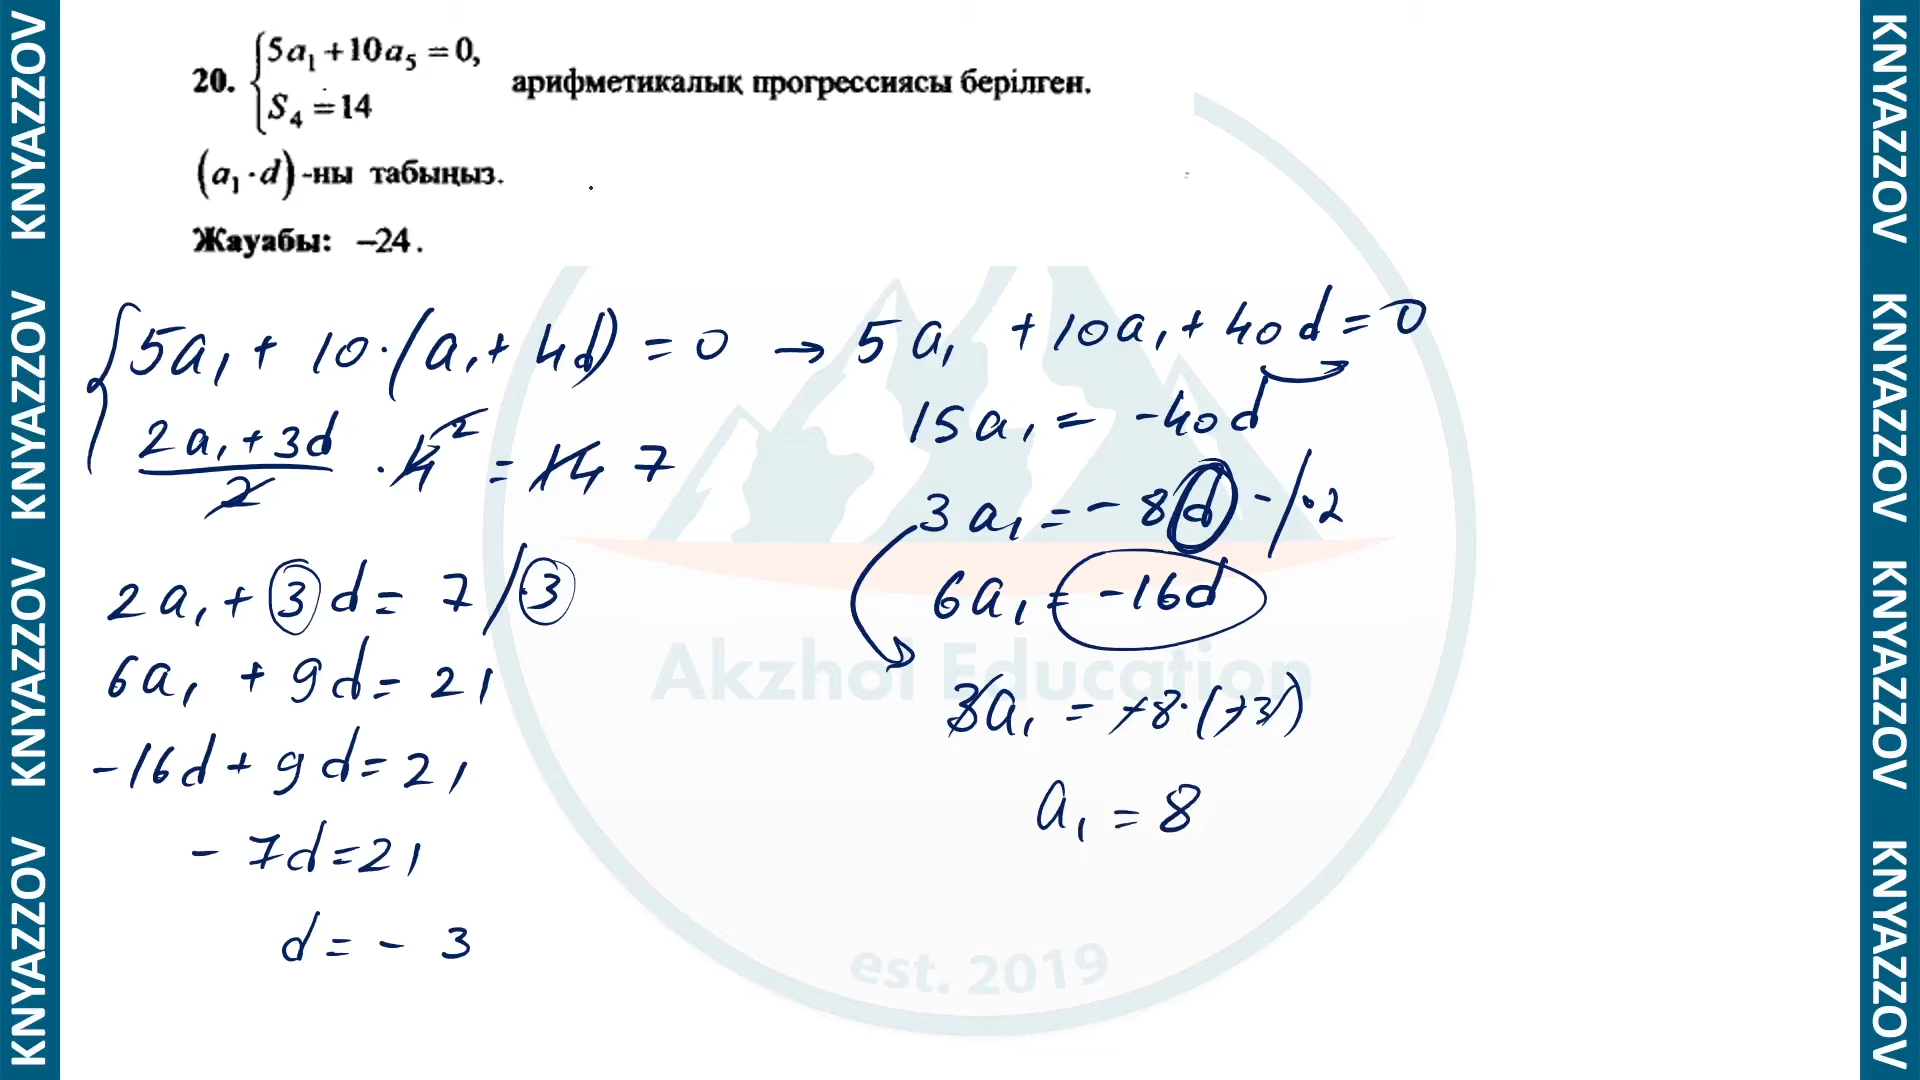 KNYAZZOV KNYAZZOV KNYAZZOV KNYAZZOV
20. {5a₁ + 10a₅ = 0, арифметикалық прогрессиясы берілген.
S₄ = 14
(a₁ · d) -ны табыңыз.
Жауабы: –24.
5a₁ + 10·(a₁ + 4d) = 0 → 5a₁ + 10a₁ + 40d = 0
(2a₁ + 3d)/2 · 4 2 = 14 7
2a₁ + 3d = 7 /·3
6a₁ + 9d = 21
-16d + 9d = 21
- 7d = 21
d = - 3
15a₁ = -40d
3a₁ = - 8d - /·2
6a₁ = -16d
3a₁ = -8·(-3)
a₁ = 8
Akzhol Education
est. 2019
KNYAZZOV KNYAZZOV KNYAZZOV KNYAZZOV